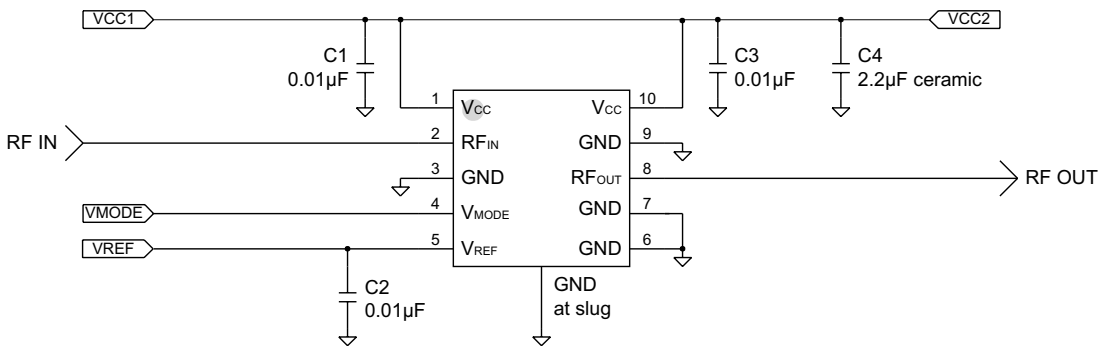 VCC1
VCC2
C1
0.01µF
C3
0.01µF
C4
2.2µF ceramic
1
VCC
VCC
10
RF IN
2
RFIN
GND
9
3
GND
RFOUT
8
RF OUT
VMODE
4
VMODE
GND
7
VREF
5
VREF
GND
6
C2
0.01µF
GND
at slug